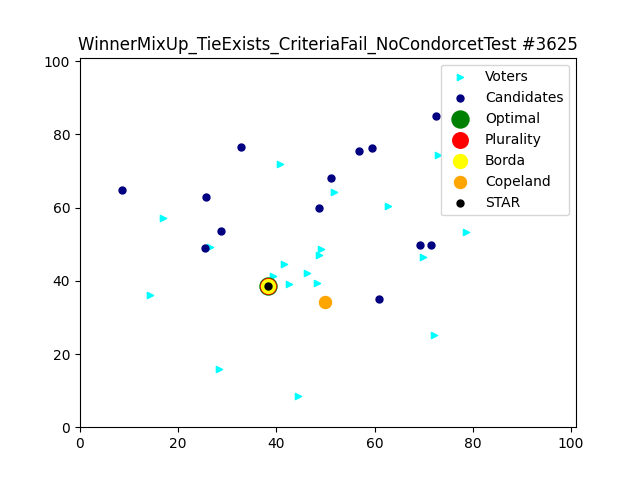 WinnerMixUp_TieExists_CriteriaFail_NoCondorcetTest #3625
Voters
Candidates
Optimal
Plurality
Borda
Copeland
STAR
100
80
60
40
20
0
0
20
40
60
80
100